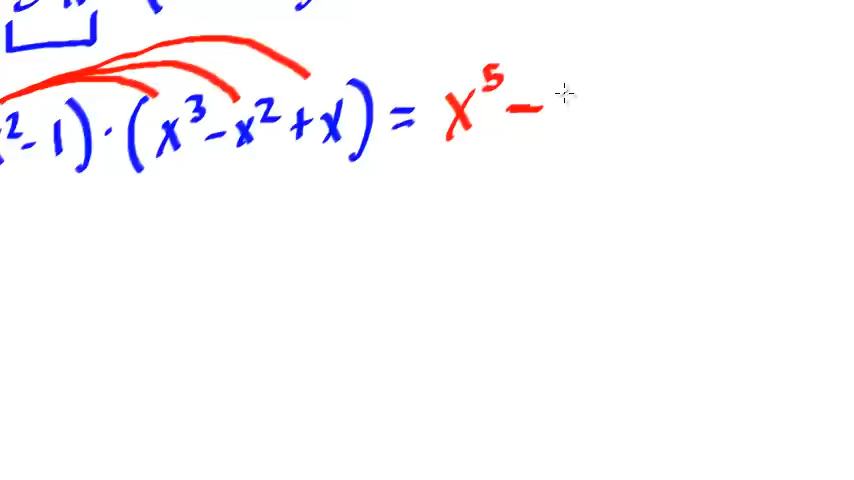 ²-1)·(x³-x²+x) = x⁵-